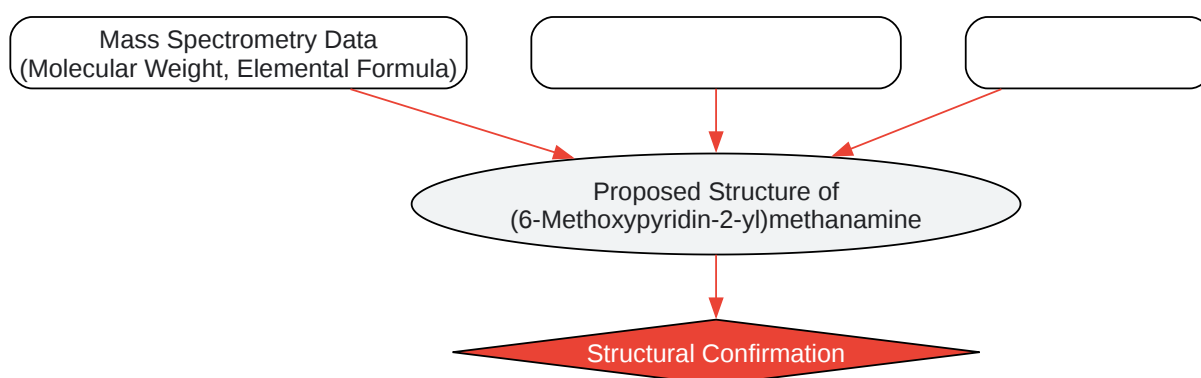 Mass Spectrometry Data
(Molecular Weight, Elemental Formula)
Proposed Structure of
(6-Methoxypyridin-2-yl)methanamine
Structural Confirmation